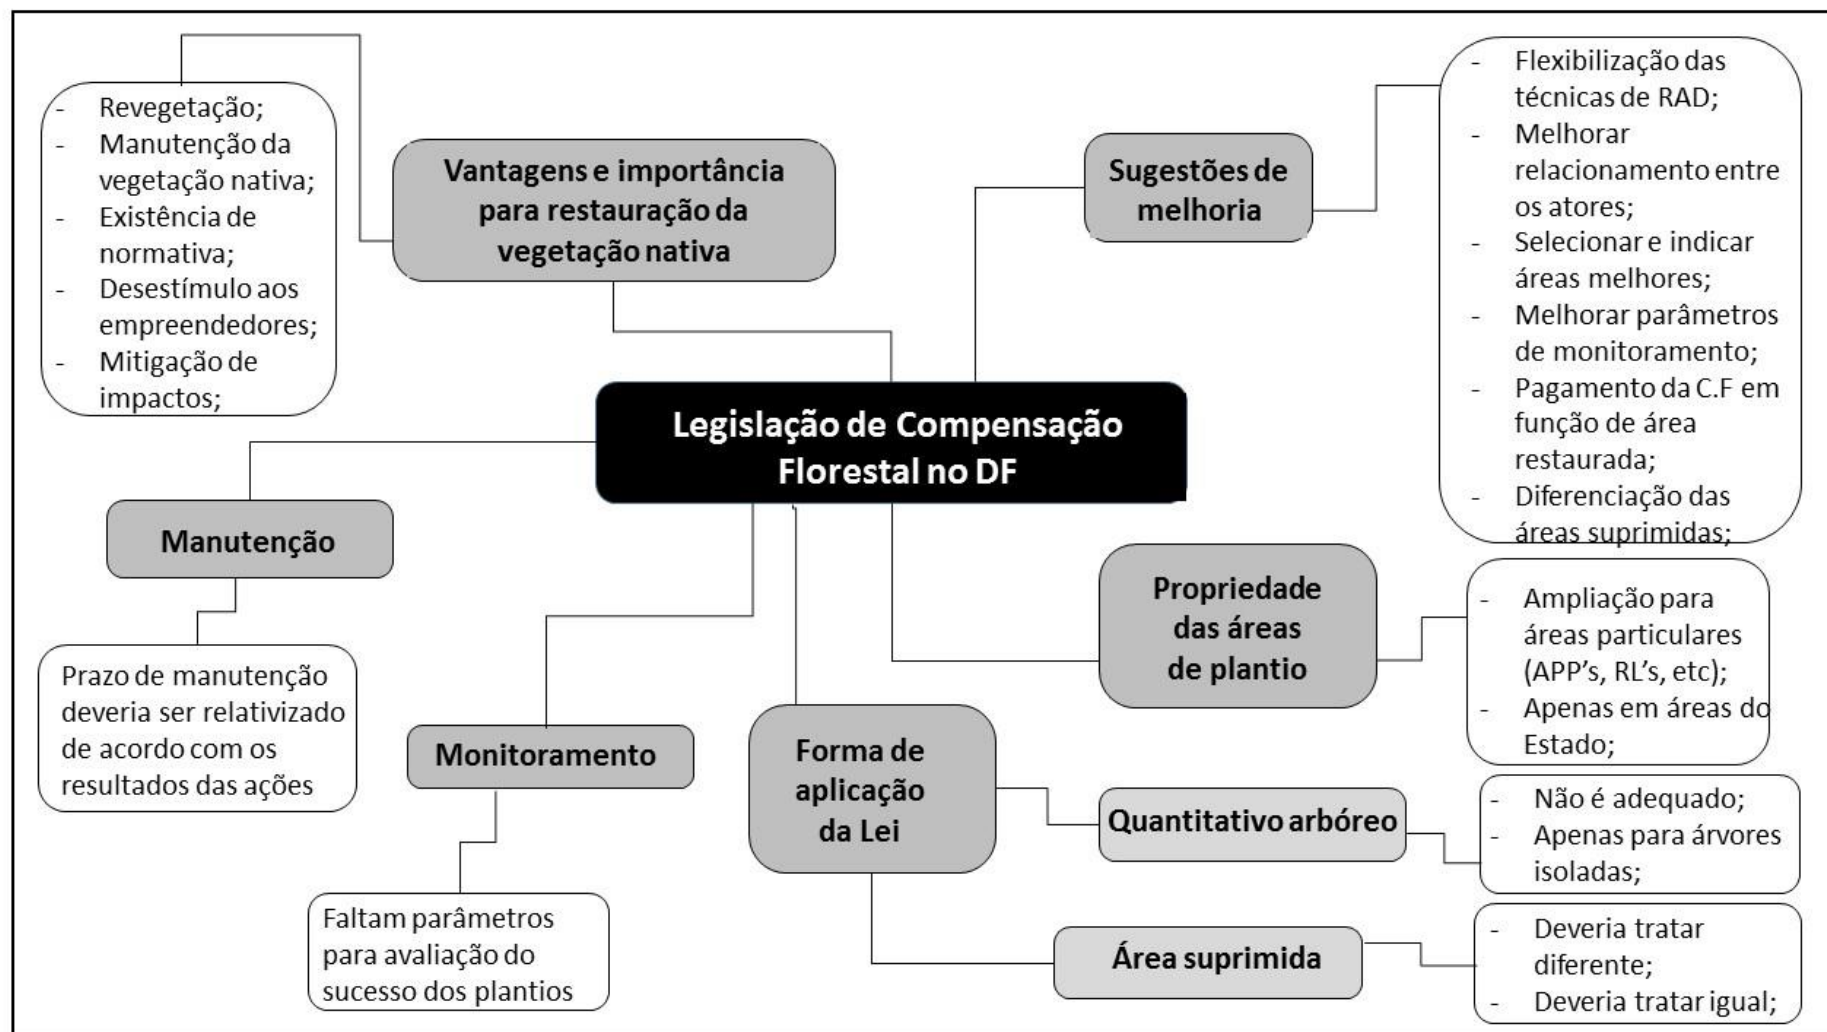 - Revegetação;
- Manutenção da
vegetação nativa;
- Existência de
normativa;
- Desestímulo aos
empreendedores;
- Mitigação de
impactos;
Vantagens e importância
para restauração da
vegetação nativa
Sugestões de
melhoria
- Flexibilização das
técnicas de RAD;
- Melhorar
relacionamento entre
os atores;
- Selecionar e indicar
áreas melhores;
- Melhorar parâmetros
de monitoramento;
- Pagamento da C.F em
função de área
restaurada;
- Diferenciação das
áreas suprimidas;
Legislação de Compensação
Florestal no DF
Manutenção
Prazo de manutenção
deveria ser relativizado
de acordo com os
resultados das ações
Monitoramento
Faltam parâmetros
para avaliação do
sucesso dos plantios
Forma de
aplicação
da Lei
Propriedade
das áreas
de plantio
- Ampliação para
áreas particulares
(APP's, RL's, etc);
- Apenas em áreas do
Estado;
Quantitativo arbóreo
- Não é adequado;
- Apenas para árvores
isoladas;
Área suprimida
- Deveria tratar
diferente;
- Deveria tratar igual;